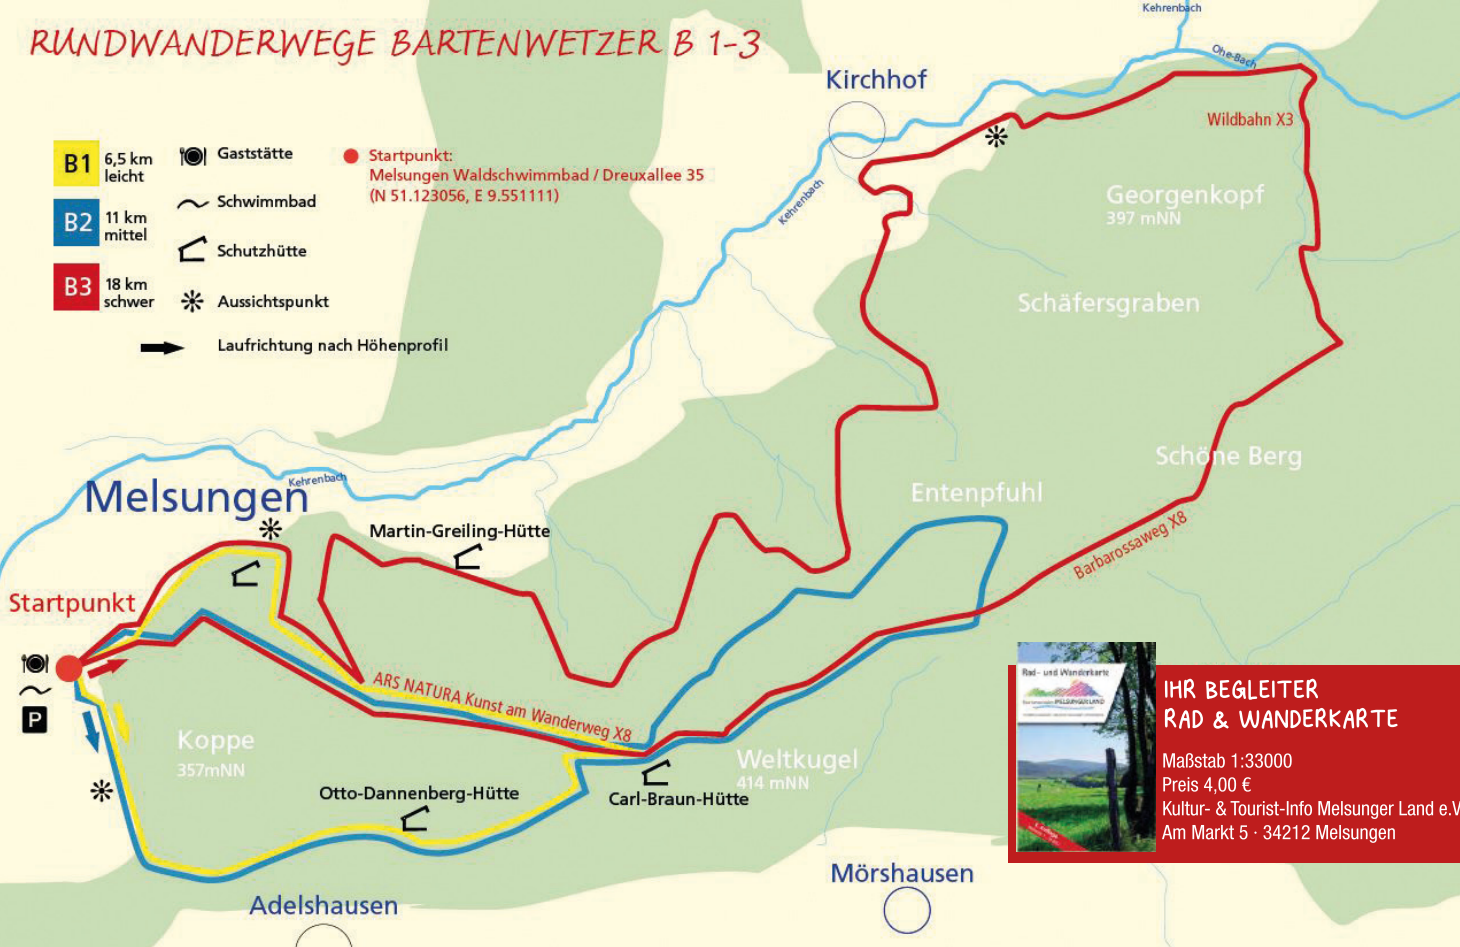 RUNDWANDERWEGE BARTENWETZER B 1-3
B1
6,5 km
leicht
B2
11 km
mittel
B3
18 km
schwer
Gaststätte
Schwimmbad
Schutzhütte
Aussichtspunkt
Laufrichtung nach Höhenprofil
Startpunkt:
Melsungen Waldschwimmbad / Dreuxallee 35
(N 51.123056, E 9.551111)
Kehrenbach
Ohe-Bach
Kirchhof
Wildbahn X3
Kehrenbach
Georgenkopf
397 mNN
Schäfersgraben
Schöne Berg
Entenpfuhl
Kehrenbach
Melsungen
Martin-Greiling-Hütte
Barbarossaweg X8
Startpunkt
P
ARS NATURA Kunst am Wanderweg X8
Koppe
357mNN
Weltkugel
414 mNN
Otto-Dannenberg-Hütte
Carl-Braun-Hütte
Mörshausen
Adelshausen
Rad- und Wanderkarte
MELSUNGER LAND
IHR BEGLEITER
RAD & WANDERKARTE
Maßstab 1:33000
Preis 4,00 €
Kultur- & Tourist-Info Melsunger Land e.V
Am Markt 5 · 34212 Melsungen